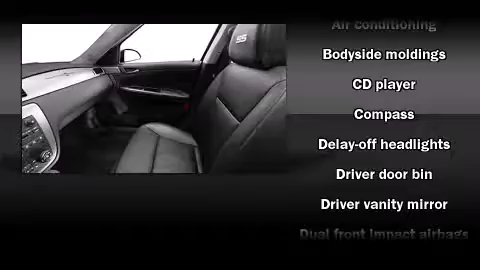 Air conditioning
Bodyside moldings
CD player
Compass
Delay-off headlights
Driver door bin
Driver vanity mirror
Dual front impact airbags
SS